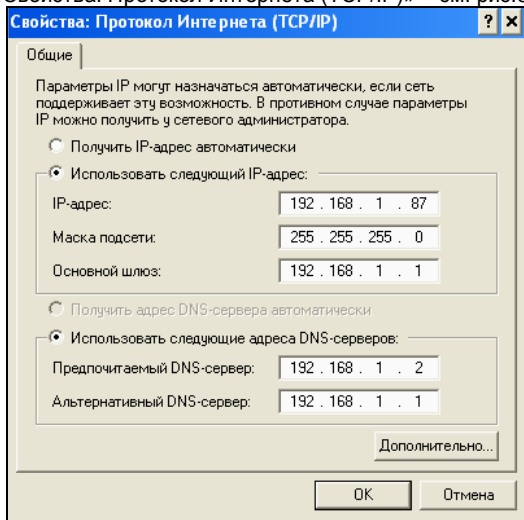 Свойства: Протокол Интернета (TCP/IP)
Общие
Параметры IP могут назначаться автоматически, если сеть
поддерживает эту возможность. В противном случае параметры
IP можно получить у сетевого администратора.
Получить IP-адрес автоматически
Использовать следующий IP-адрес:
IP-адрес: 192 . 168 . 1 . 87
Маска подсети: 255 . 255 . 255 . 0
Основной шлюз: 192 . 168 . 1 . 1
Получить адрес DNS-сервера автоматически
Использовать следующие адреса DNS-серверов:
Предпочитаемый DNS-сервер: 192 . 168 . 1 . 2
Альтернативный DNS-сервер: 192 . 168 . 1 . 1
Дополнительно...
OK Отмена